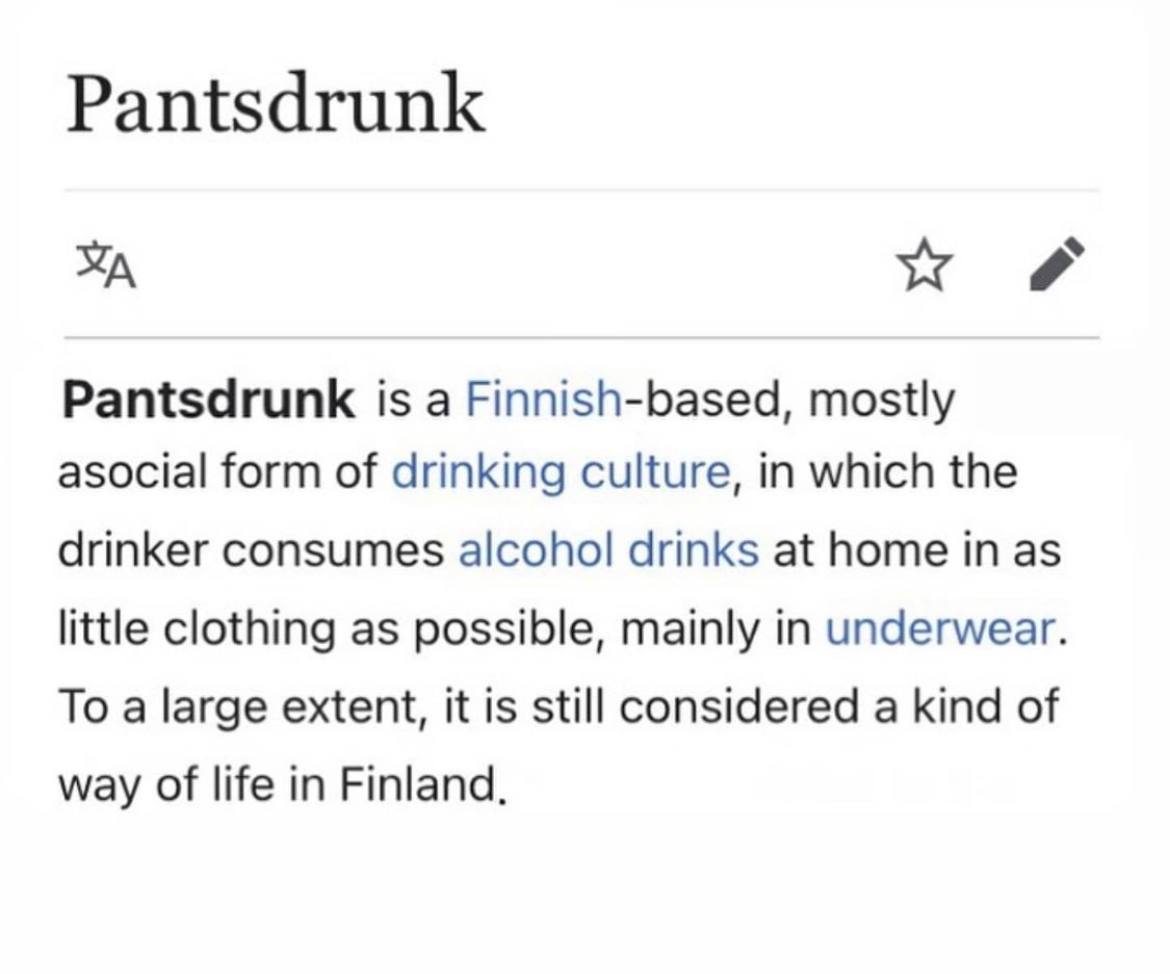 Pantsdrunk
文A
Pantsdrunk is a Finnish-based, mostly
asocial form of drinking culture, in which the
drinker consumes alcohol drinks at home in as
little clothing as possible, mainly in underwear.
To a large extent, it is still considered a kind of
way of life in Finland.